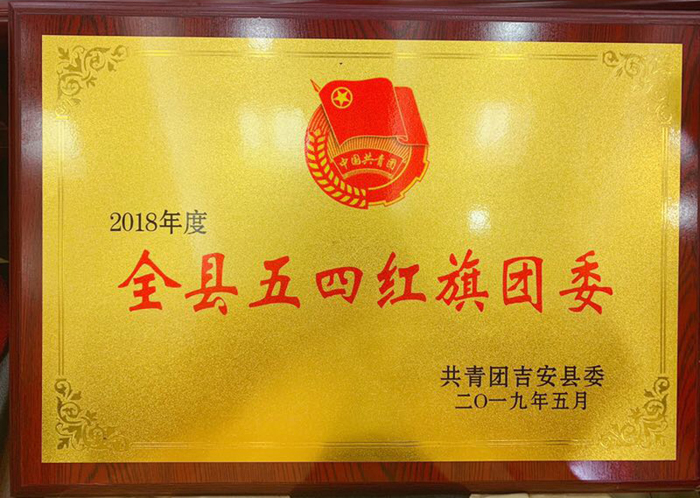 中国共青团
2018年度
全县五四红旗团委
共青团吉安县委
二〇一九年五月